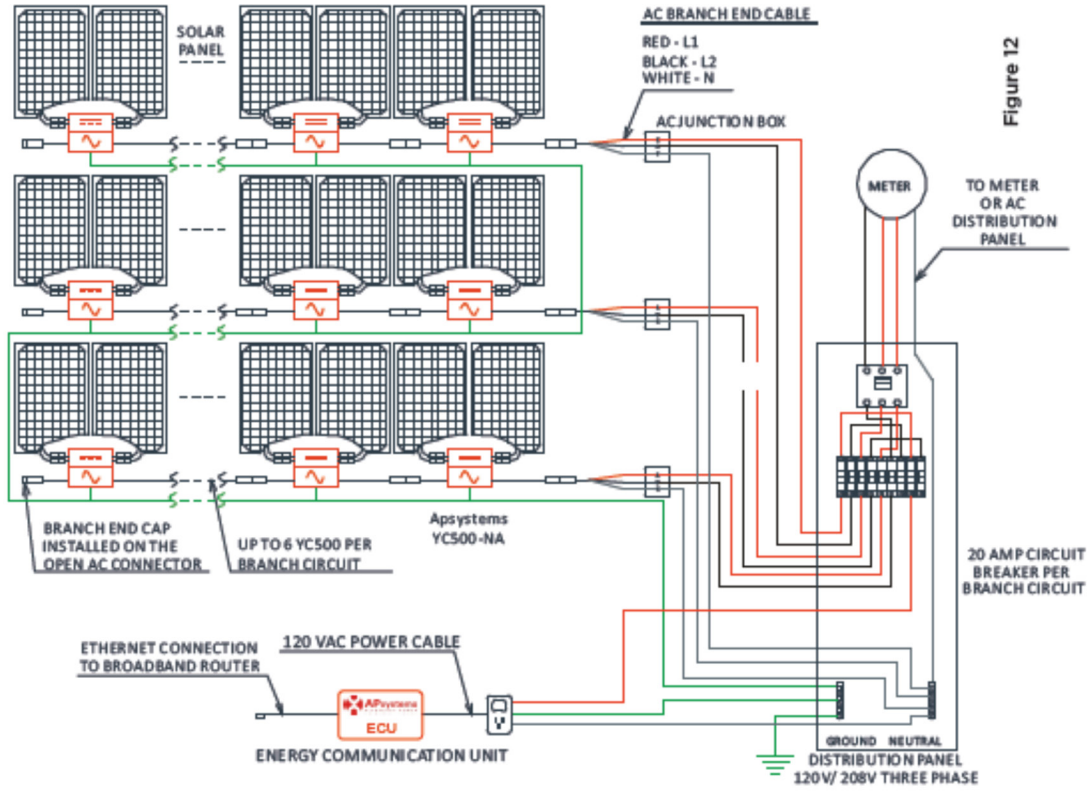 SOLAR
PANEL
AC BRANCH END CABLE
RED - L1
BLACK - L2
WHITE - N
AC JUNCTION BOX
Figure 12
METER
TO METER
OR AC
DISTRIBUTION
PANEL
BRANCH END CAP
INSTALLED ON THE
OPEN AC CONNECTOR
UP TO 6 YC500 PER
BRANCH CIRCUIT
Apsystems
YC500-NA
20 AMP CIRCUIT
BREAKER PER
BRANCH CIRCUIT
ETHERNET CONNECTION
TO BROADBAND ROUTER
120 VAC POWER CABLE
APsystems
ECU
ENERGY COMMUNICATION UNIT
GROUND NEUTRAL
DISTRIBUTION PANEL
120V/ 208V THREE PHASE